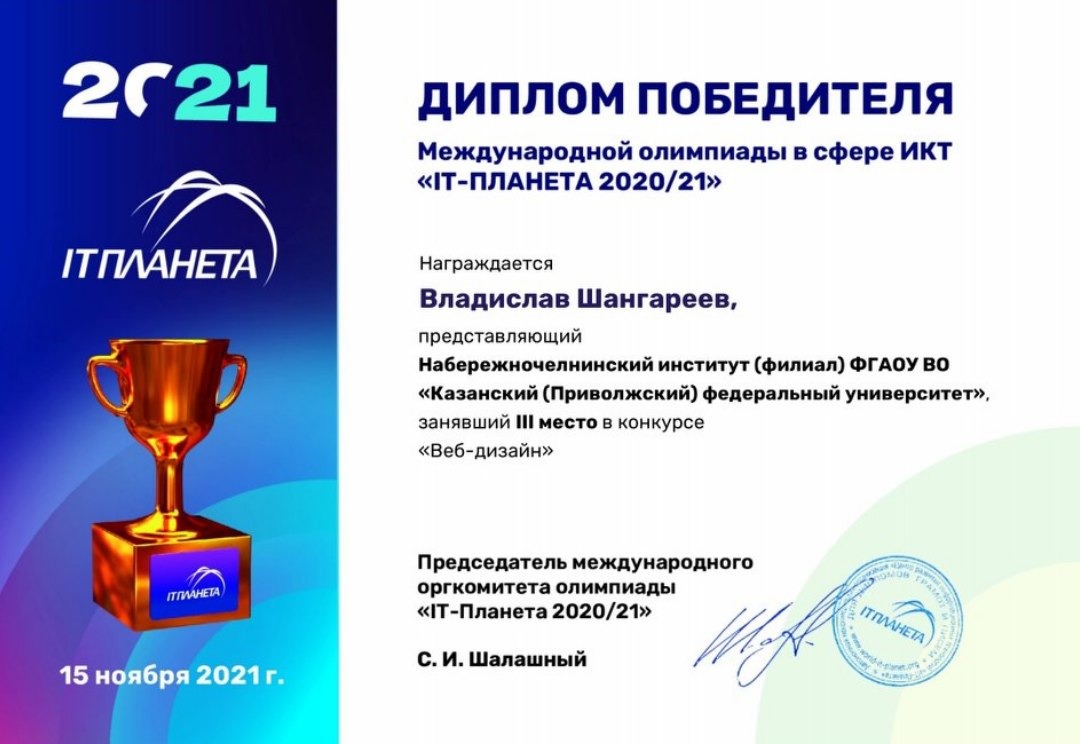 2021
IT ПЛАНЕТА
IT ПЛАНЕТА
15 ноября 2021 г.
ДИПЛОМ ПОБЕДИТЕЛЯ
Международной олимпиады в сфере ИКТ
«IT-ПЛАНЕТА 2020/21»
Награждается
Владислав Шангареев,
представляющий
Набережночелнинский институт (филиал) ФГАОУ ВО
«Казанский (Приволжский) федеральный университет»,
занявший III место в конкурсе
«Веб-дизайн»
Председатель международного
оргкомитета олимпиады
«IT-Планета 2020/21»
С. И. Шалашный
IT ПЛАНЕТА